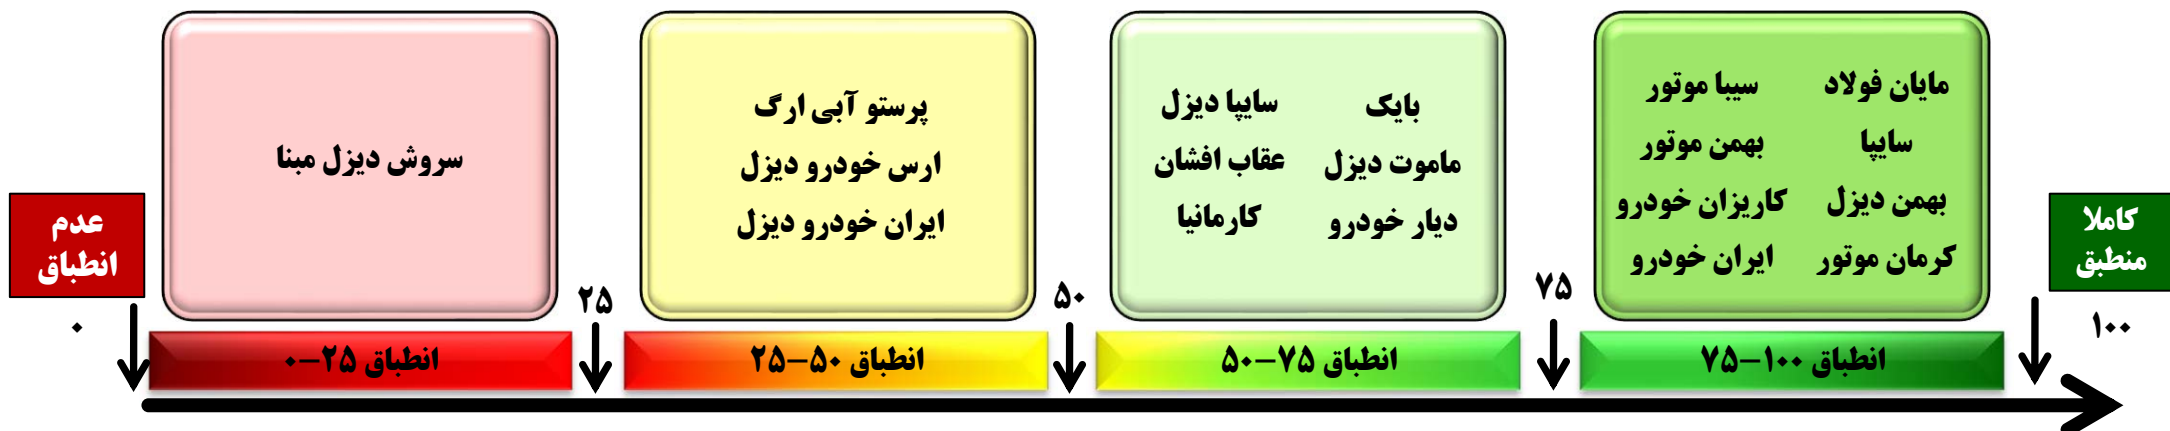 کاملا
منطبق
۱۰۰
مایان فولاد
سایپا
بهمن دیزل
کرمان موتور
سیبا موتور
بهمن موتور
کاریزان خودرو
ایران خودرو
انطباق ۱۰۰-۷۵
۷۵
بایک
ماموت دیزل
دیار خودرو
سایپا دیزل
عقاب افشان
کارمانیا
انطباق ۷۵-۵۰
۵۰
پرستو آبی ارگ
ارس خودرو دیزل
ایران خودرو دیزل
انطباق ۵۰-۲۵
۲۵
سروش دیزل مبنا
انطباق ۲۵-۰
عدم
انطباق
۰